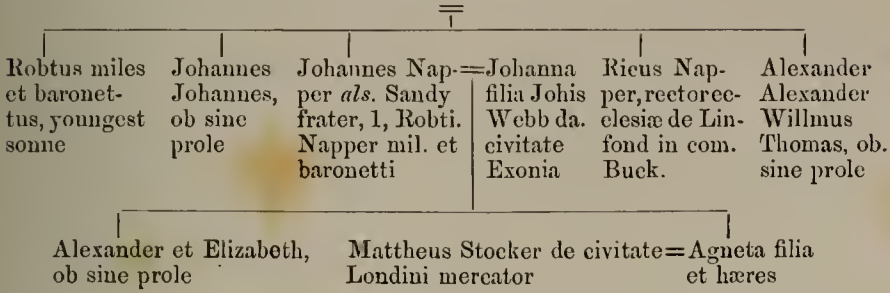 Robtus miles
et baronet-
tus, youngest
sonne
Johannes
Johannes,
ob sine
prole
Johannes Nap-=Johanna
per als. Sandy
frater, 1, Robti.
Napper mil. et
baronetti
filia Johis
Webb da.
civitate
Exonia
Ricus Nap-
per, rector ec-
clesiæ de Lin-
fond in com.
Buck.
Alexander
Alexander
Willmus
Thomas, ob.
sine prole
Alexander et Elizabeth,
ob sine prole
Mattheus Stocker de civitate=Agneta filia
Londini mercator
et hæres